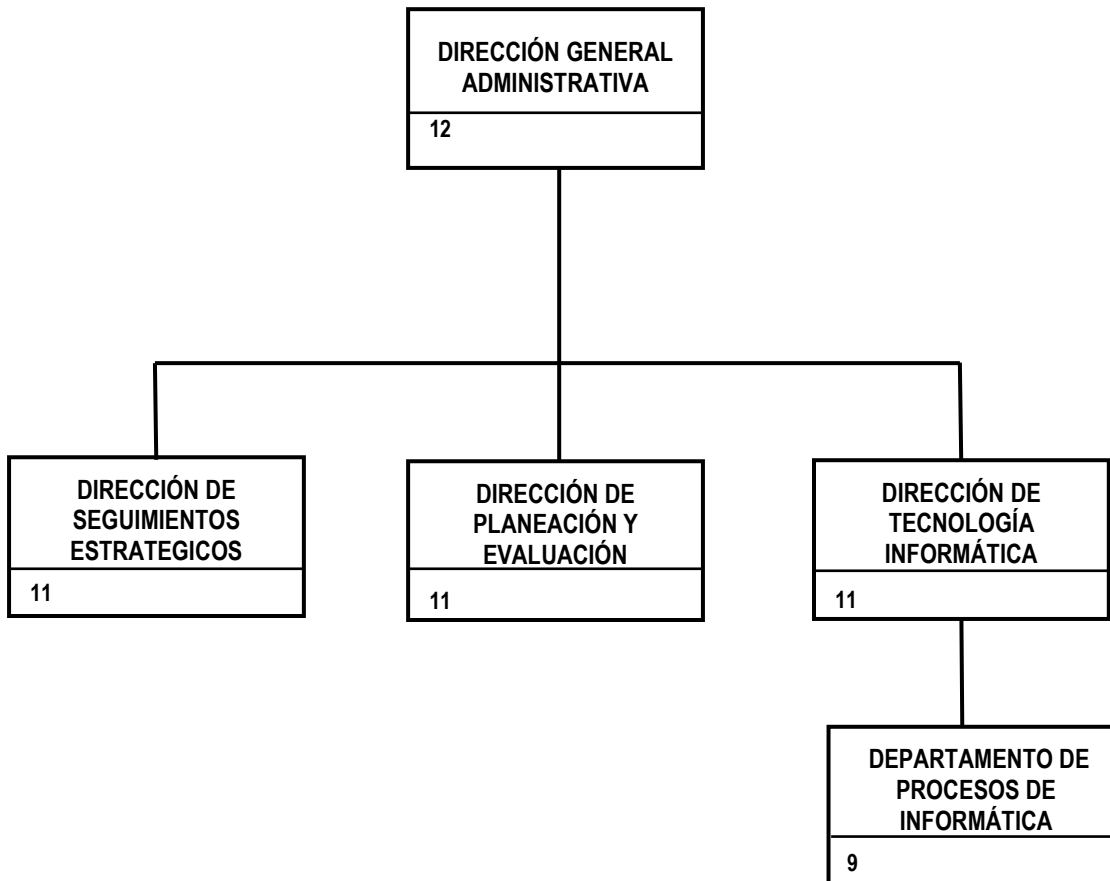 DIRECCIÓN GENERAL
ADMINISTRATIVA
12
DIRECCIÓN DE
SEGUIMIENTOS
ESTRATEGICOS
11
DIRECCIÓN DE
PLANEACIÓN Y
EVALUACIÓN
11
DIRECCIÓN DE
TECNOLOGÍA
INFORMÁTICA
11
DEPARTAMENTO DE
PROCESOS DE
INFORMÁTICA
9